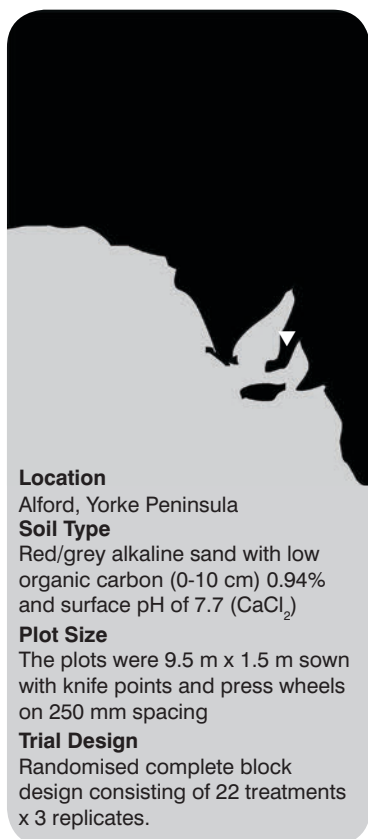 Location
Alford, Yorke Peninsula
Soil Type
Red/grey alkaline sand with low
organic carbon (0-10 cm) 0.94%
and surface pH of 7.7 (CaCl₂)
Plot Size
The plots were 9.5 m x 1.5 m sown
with knife points and press wheels
on 250 mm spacing
Trial Design
Randomised complete block
design consisting of 22 treatments
x 3 replicates.